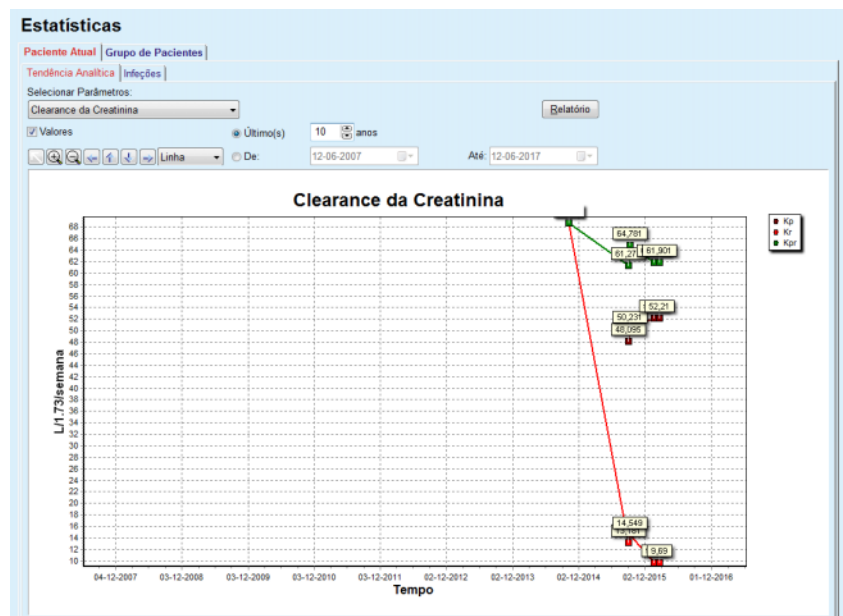 Estatísticas
Paciente Atual Grupo de Pacientes
Tendência Analítica Infeções
Selecionar Parâmetros:
Clearance da Creatinina Relatório
Valores Último(s) 10 anos
Linha De: 12-06-2007 Até: 12-06-2017
Clearance da Creatinina
Kp
Kr
Kpr
68
66
64
62
60
58
56
54
52
50
48
46
44
42
40
38
36
34
32
30
28
26
24
22
20
18
16
14
12
10
L/1.73/semana
64,781
61,27 61,901
52,21
50,231
48,095
14,549
9,69
04-12-2007 03-12-2008 03-12-2009 03-12-2010 03-12-2011 02-12-2012 02-12-2013 02-12-2014 02-12-2015 01-12-2016
Tempo